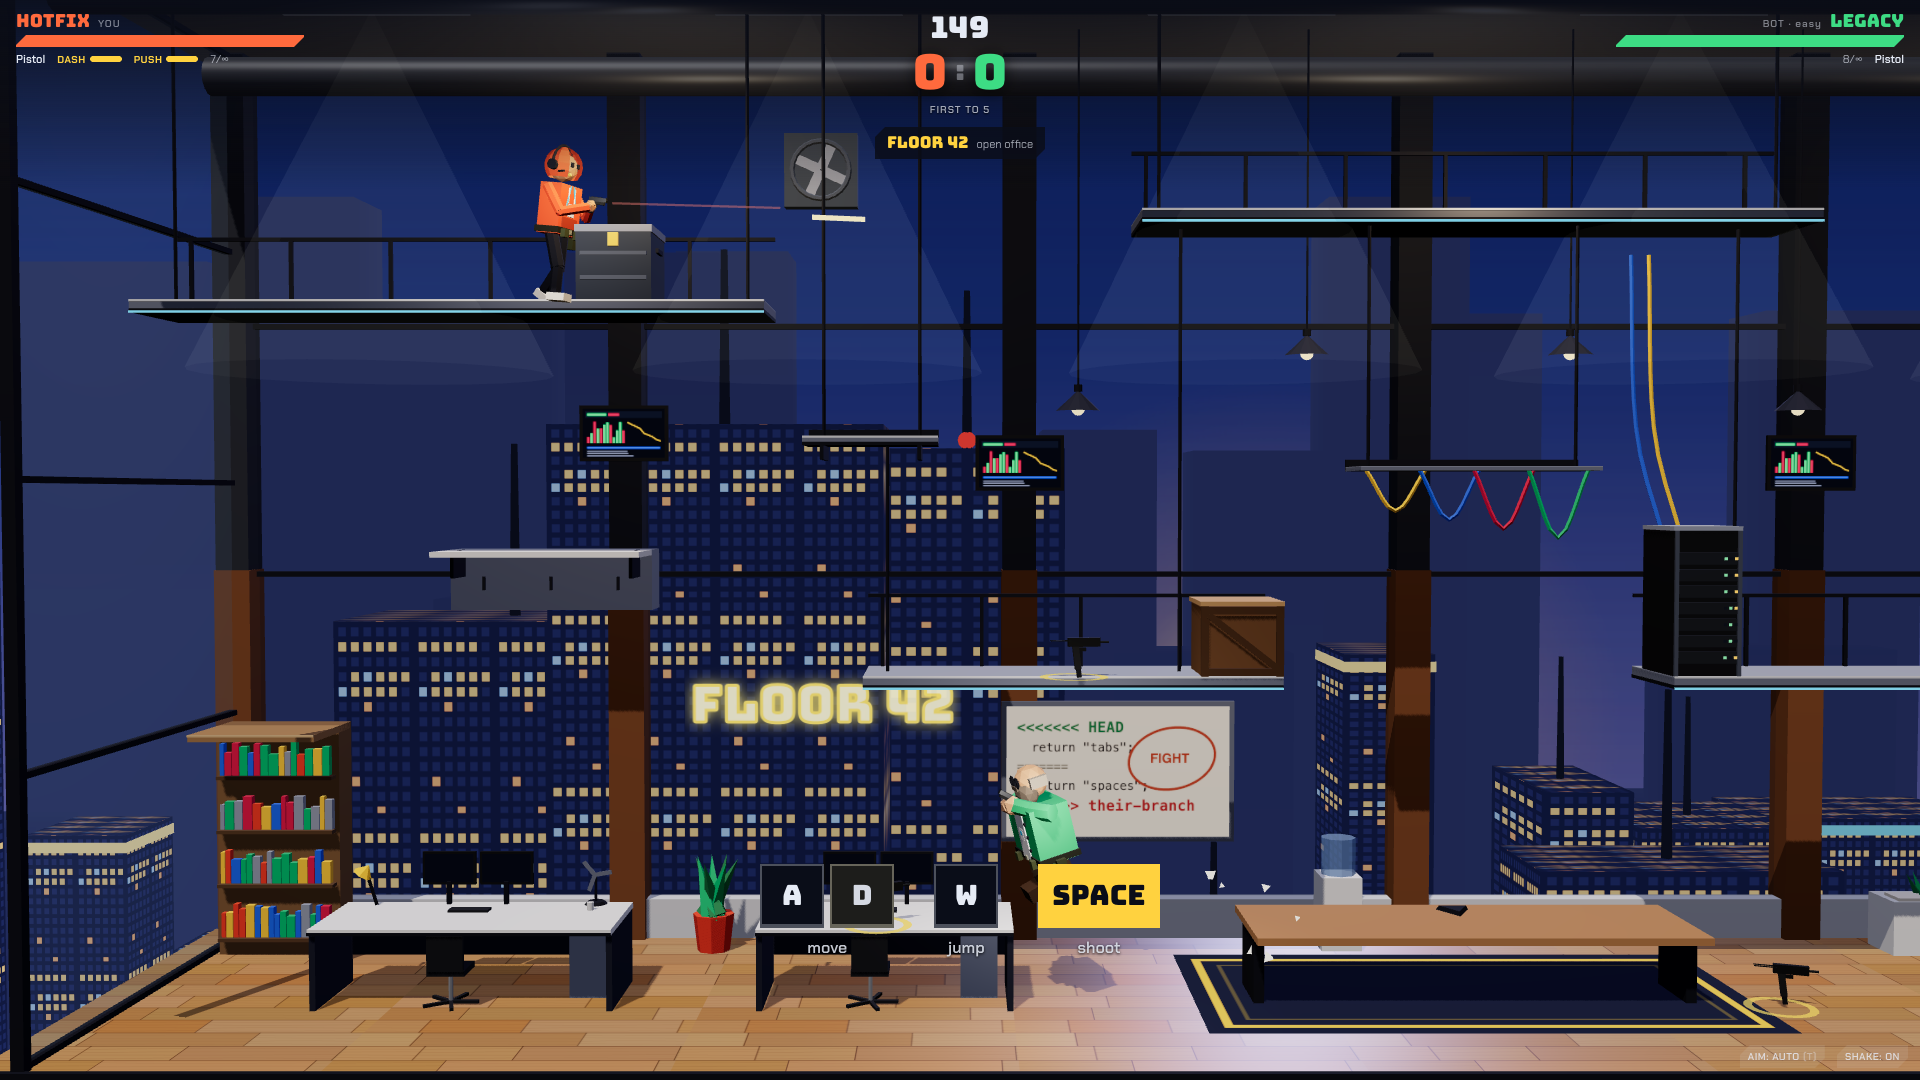 HOTFIX YOU
Pistol DASH PUSH 7/∞
149
0 : 0
FIRST TO 5
FLOOR 42 open office
BOT · easy LEGACY
8/∞ Pistol
FLOOR 42
<<<<<<< HEAD
return "tabs";
=======
"spaces";
> their-branch
FIGHT
A D W SPACE
move jump shoot
AIM: AUTO (T) SHAKE: ON